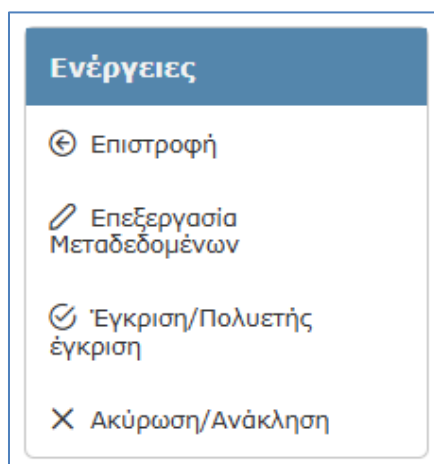 Ενέργειες
Επιστροφή
Επεξεργασία
Μεταδεδομένων
Έγκριση/Πολυετής
έγκριση
Ακύρωση/Ανάκληση